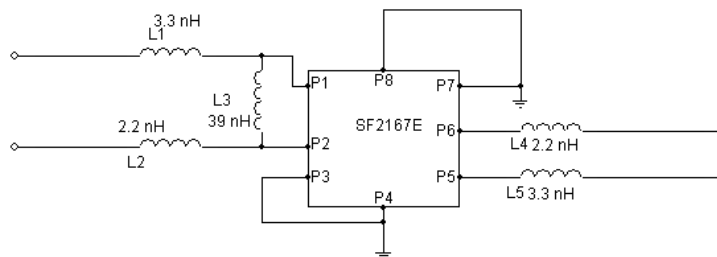 3.3 nH
L1
P1
P8
P7
L3
39 nH
SF2167E
2.2 nH
L2
P2
P6
L4 2.2 nH
P3
P5
P4
L5 3.3 nH